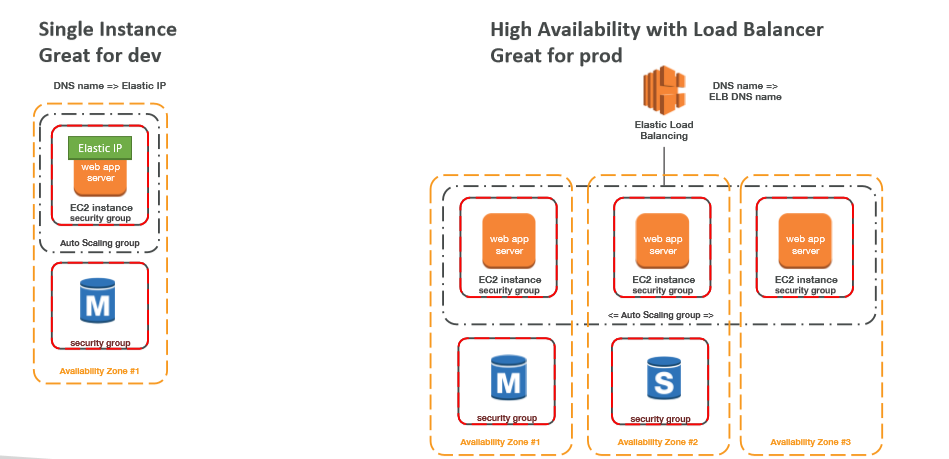 Single Instance
Great for dev
DNS name => Elastic IP
Elastic IP
web app
server
EC2 instance
security group
Auto Scaling group
M
security group
Availability Zone #1
High Availability with Load Balancer
Great for prod
DNS name =>
ELB DNS name
Elastic Load
Balancing
web app
server
EC2 instance
security group
web app
server
EC2 instance
security group
web app
server
EC2 instance
security group
<= Auto Scaling group =>
M
security group
S
security group
Availability Zone #1
Availability Zone #2
Availability Zone #3